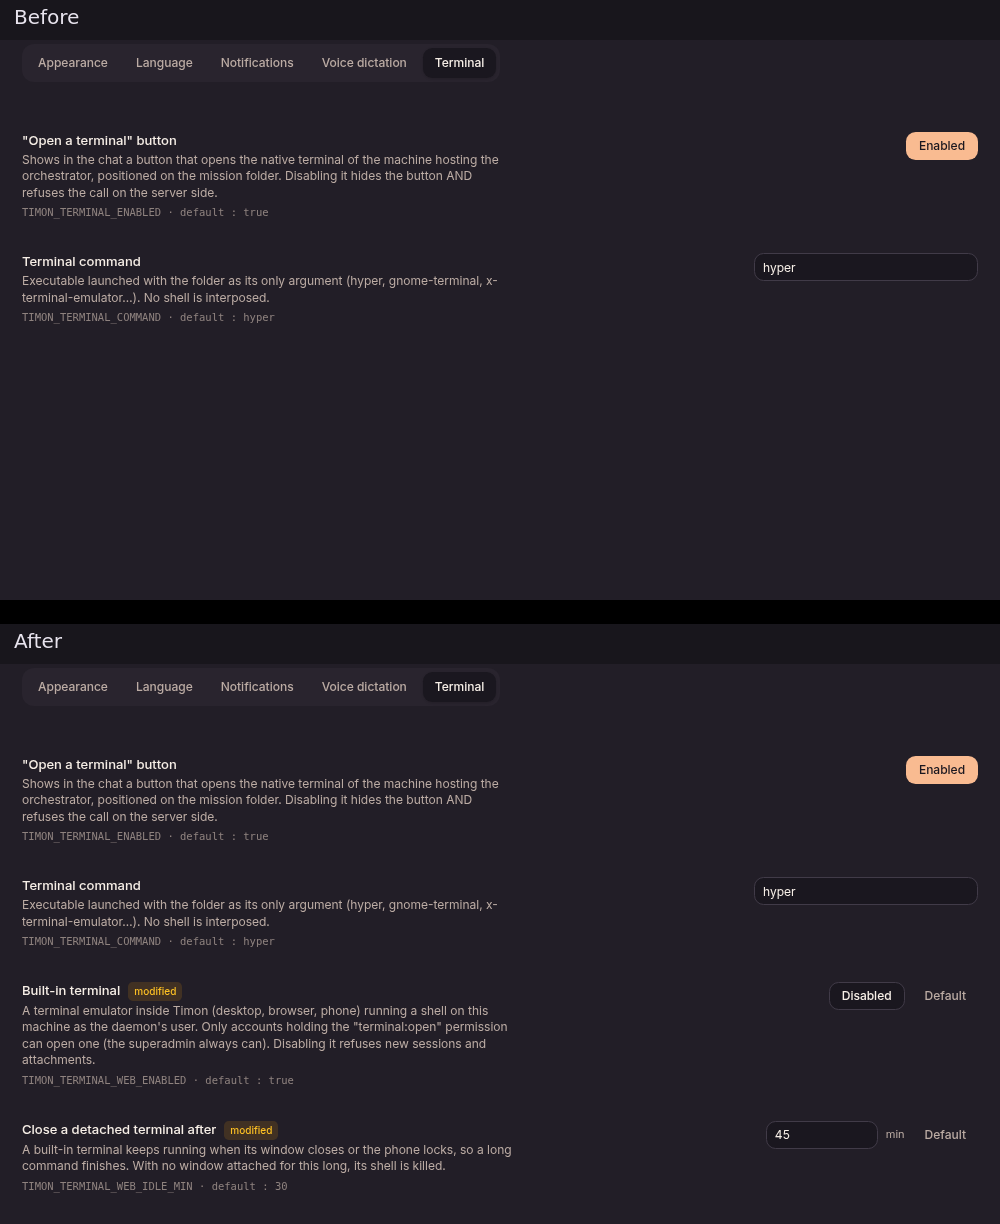 Before
Appearance Language Notifications Voice dictation Terminal
"Open a terminal" button
Enabled
Shows in the chat a button that opens the native terminal of the machine hosting the
orchestrator, positioned on the mission folder. Disabling it hides the button AND
refuses the call on the server side.
TIMON_TERMINAL_ENABLED · default : true
Terminal command
hyper
Executable launched with the folder as its only argument (hyper, gnome-terminal, x-
terminal-emulator…). No shell is interposed.
TIMON_TERMINAL_COMMAND · default : hyper
After
Appearance Language Notifications Voice dictation Terminal
"Open a terminal" button
Enabled
Shows in the chat a button that opens the native terminal of the machine hosting the
orchestrator, positioned on the mission folder. Disabling it hides the button AND
refuses the call on the server side.
TIMON_TERMINAL_ENABLED · default : true
Terminal command
hyper
Executable launched with the folder as its only argument (hyper, gnome-terminal, x-
terminal-emulator…). No shell is interposed.
TIMON_TERMINAL_COMMAND · default : hyper
Built-in terminal modified
Disabled Default
A terminal emulator inside Timon (desktop, browser, phone) running a shell on this
machine as the daemon's user. Only accounts holding the "terminal:open" permission
can open one (the superadmin always can). Disabling it refuses new sessions and
attachments.
TIMON_TERMINAL_WEB_ENABLED · default : true
Close a detached terminal after modified
45 min Default
A built-in terminal keeps running when its window closes or the phone locks, so a long
command finishes. With no window attached for this long, its shell is killed.
TIMON_TERMINAL_WEB_IDLE_MIN · default : 30